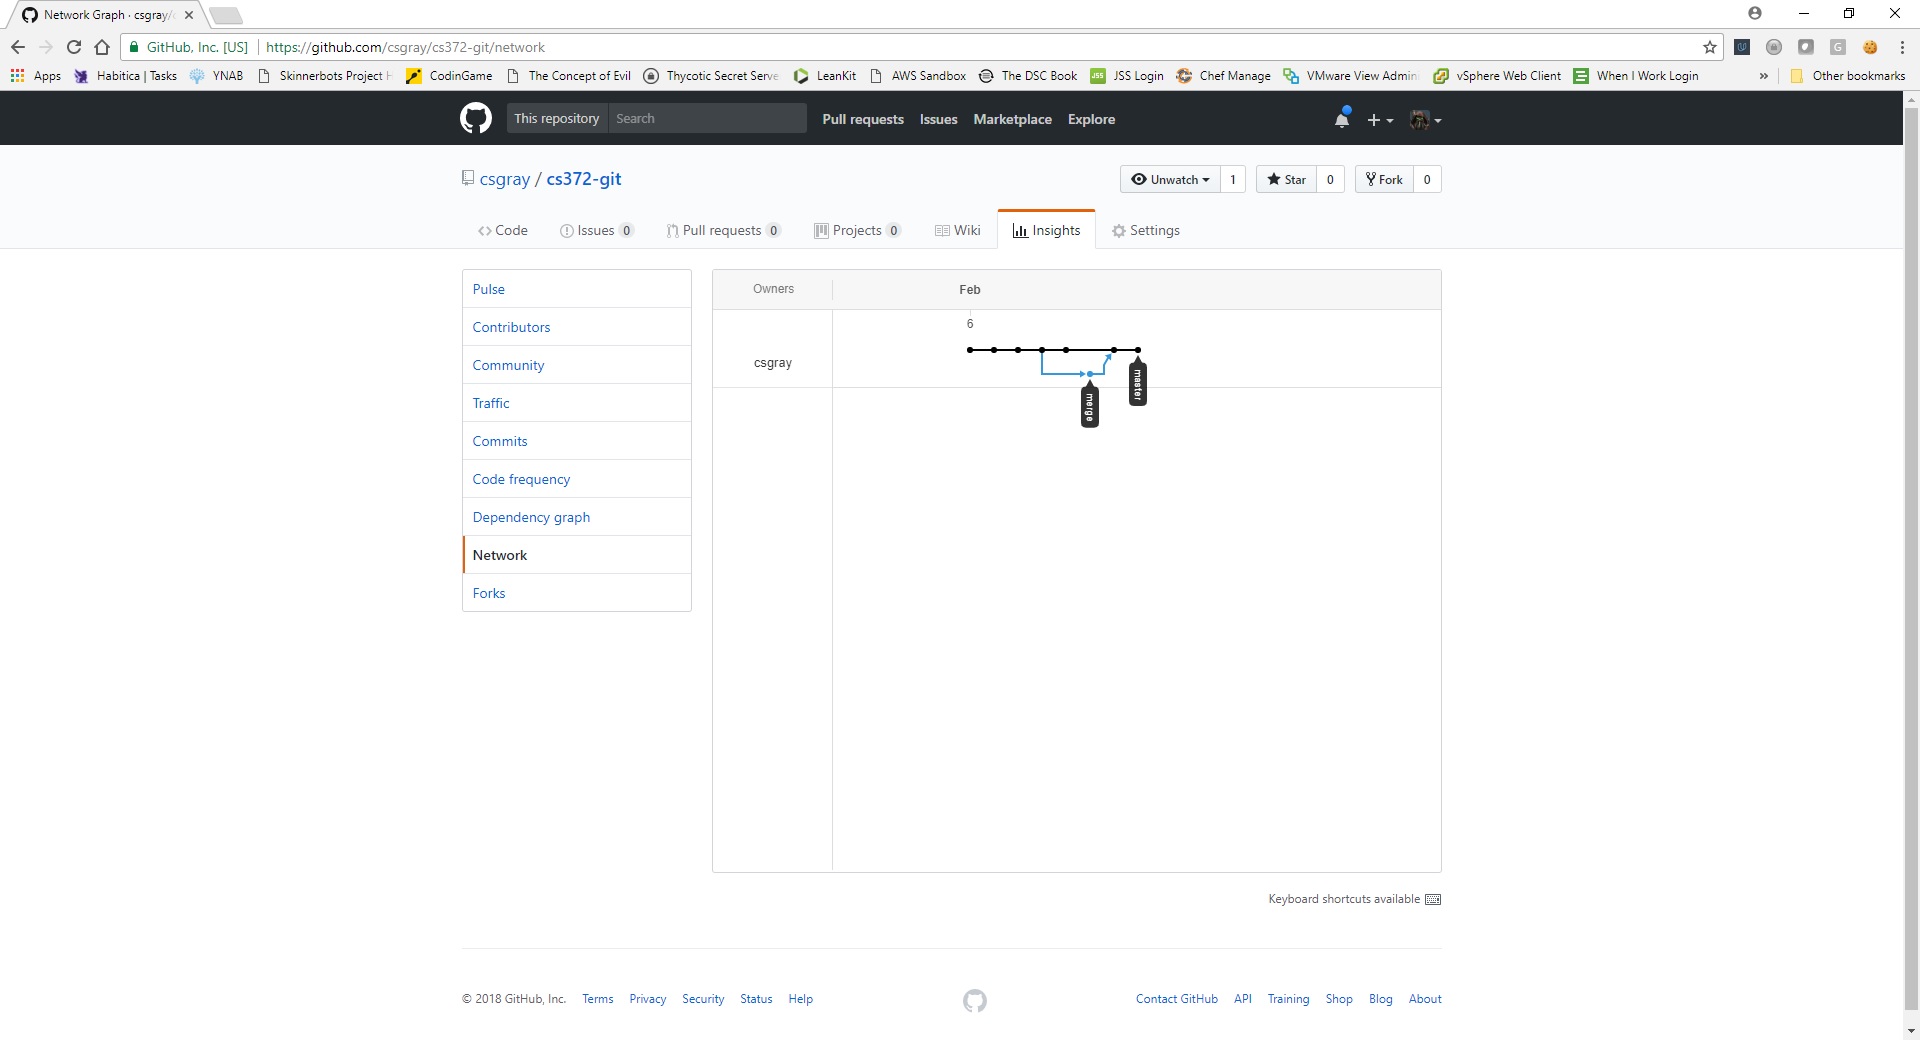 Network Graph · csgray/c
GitHub, Inc. [US] https://github.com/csgray/cs372-git/network
Apps Habitica | Tasks YNAB Skinnerbots Project H CodinGame The Concept of Evil Thycotic Secret Serve LeanKit AWS Sandbox The DSC Book JSS Login Chef Manage VMware View Admin vSphere Web Client When I Work Login » Other bookmarks
This repository Search Pull requests Issues Marketplace Explore
csgray / cs372-git Unwatch 1 Star 0 Fork 0
Code Issues 0 Pull requests 0 Projects 0 Wiki Insights Settings
Pulse
Contributors
Community
Traffic
Commits
Code frequency
Dependency graph
Network
Forks
Owners Feb
6
csgray
master
merge
Keyboard shortcuts available
© 2018 GitHub, Inc. Terms Privacy Security Status Help Contact GitHub API Training Shop Blog About